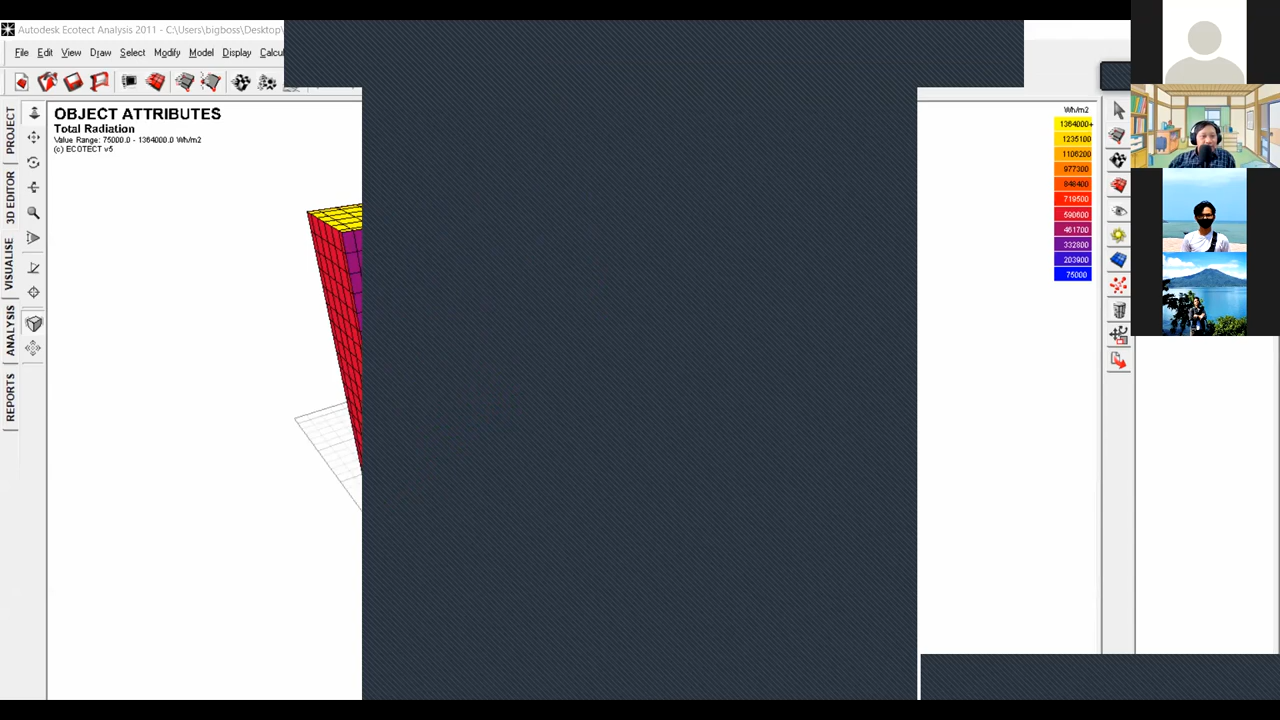 Autodesk Ecotect Analysis 2011 - C:\Users\bigboss\Desktop\
File Edit View Draw Select Modify Model Display Calcu
PROJECT
3D EDITOR
VISUALISE
ANALYSIS
REPORTS
OBJECT ATTRIBUTES
Total Radiation
Value Range: 75000.0 - 1364000.0 Wh/m2
(c) ECOTECT v5
Wh/m2
1364000+
1235100
1106200
977300
848400
719500
590600
461700
332800
203900
75000